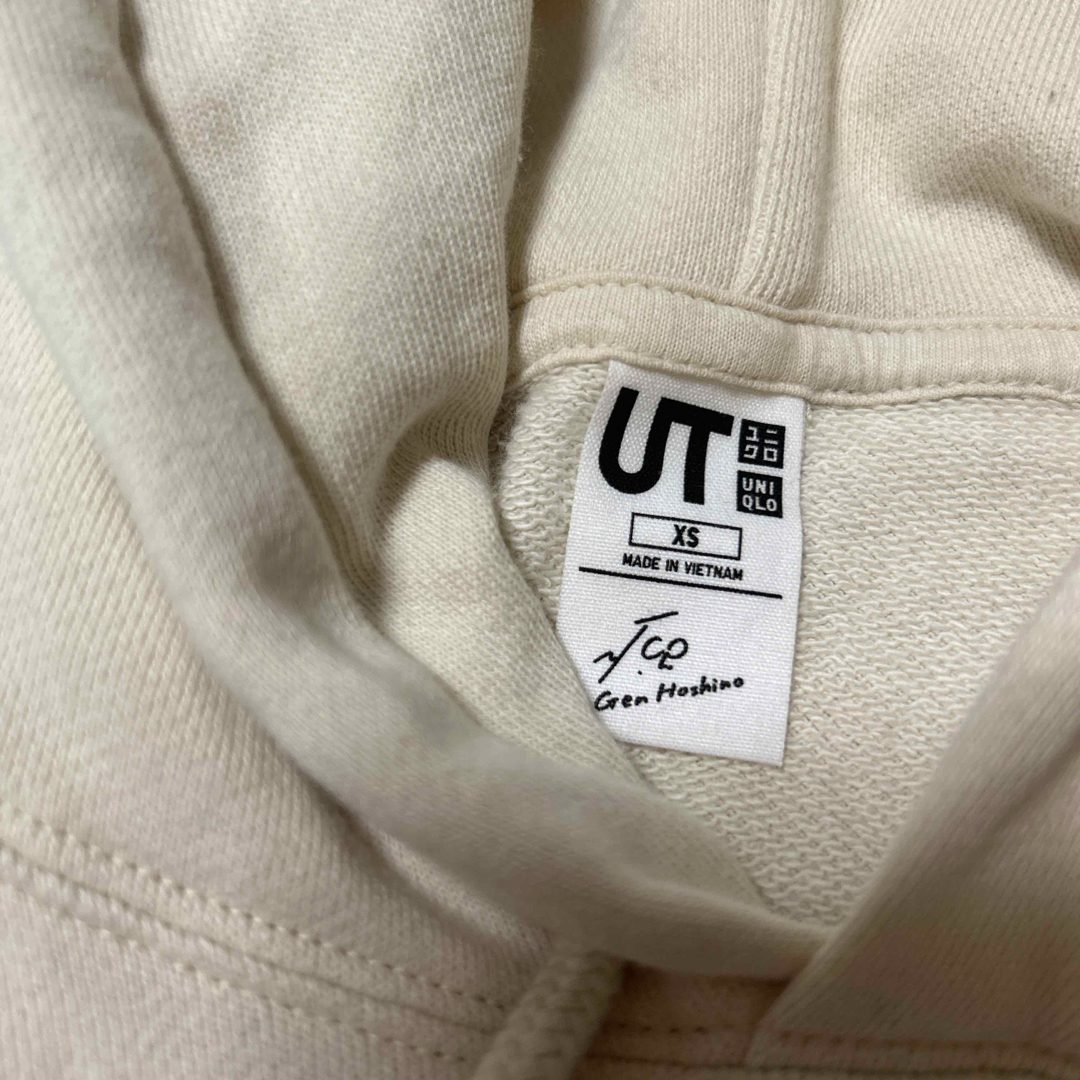 UT
ユニ
クロ
UNI
QLO
XS
MADE IN VIETNAM
Gen Hoshino